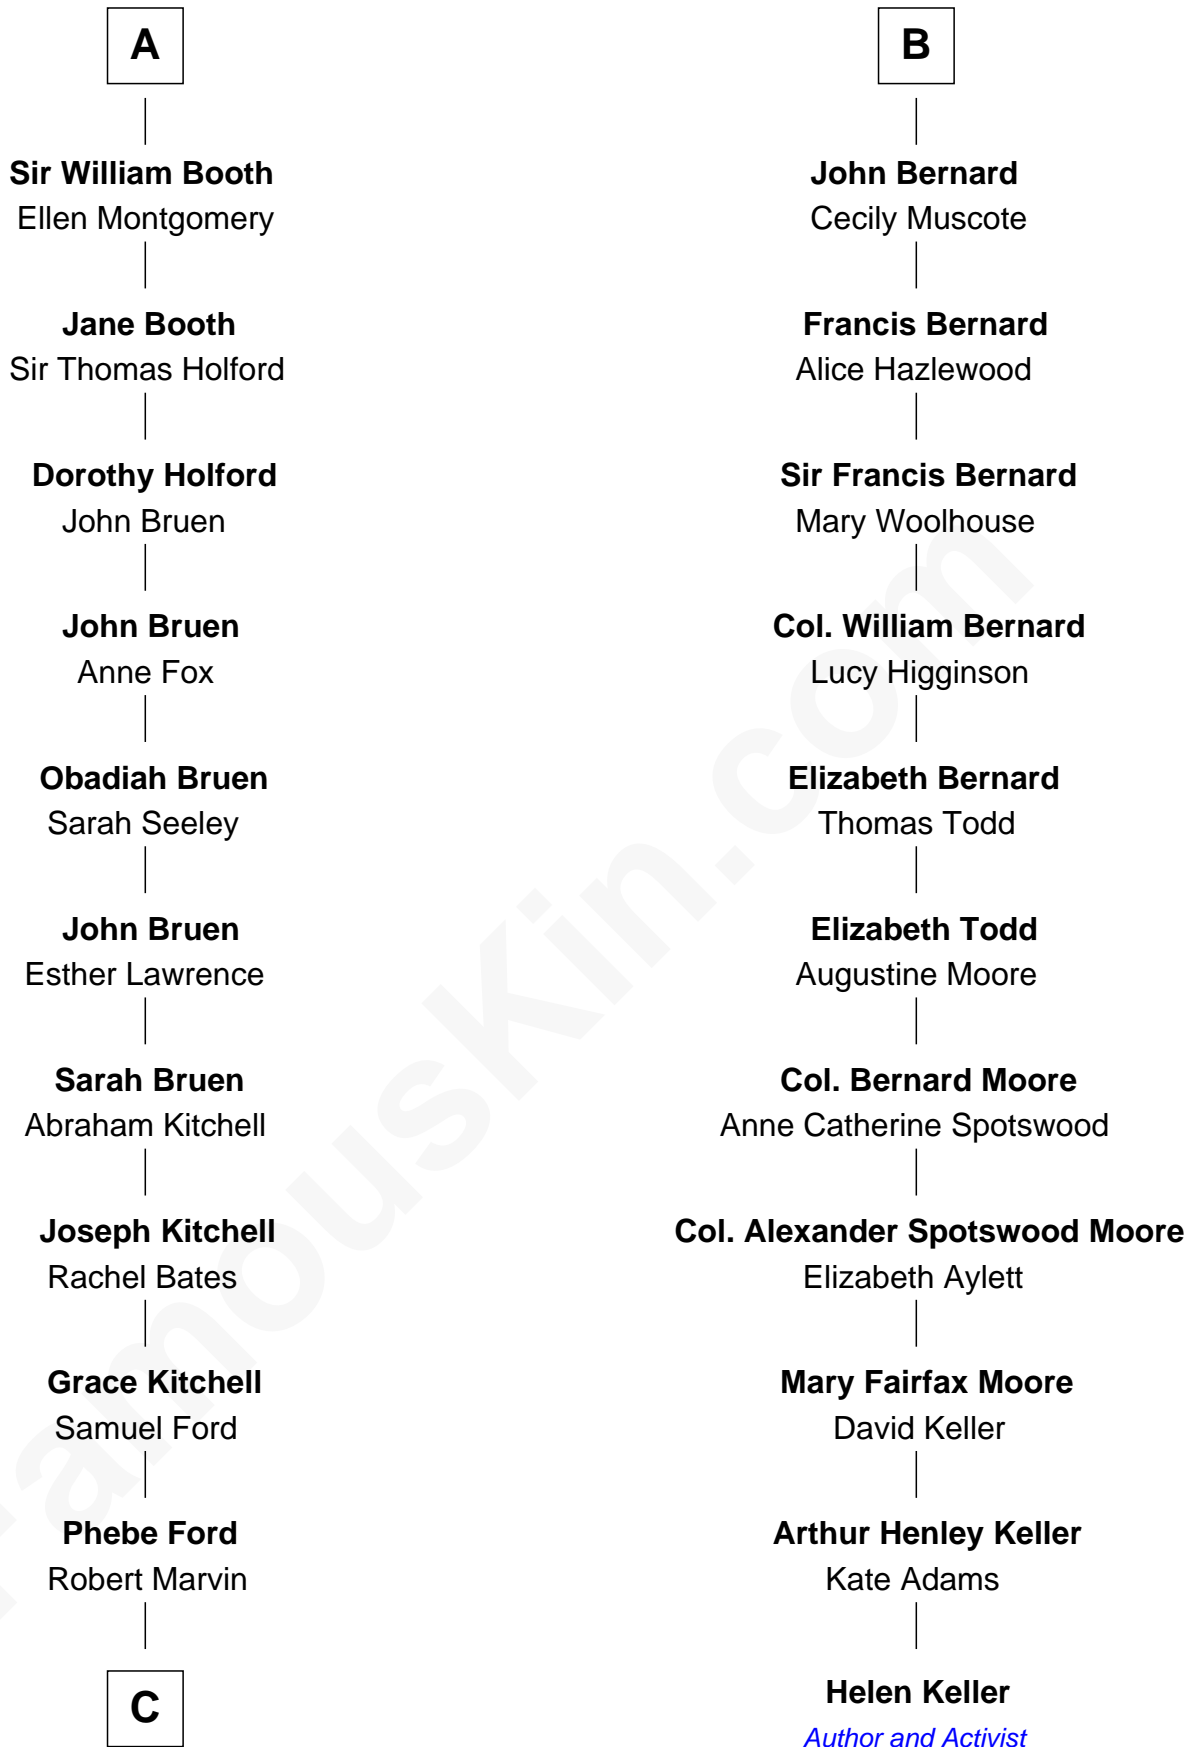 A
Sir William Booth
Ellen Montgomery
Jane Booth
Sir Thomas Holford
Dorothy Holford
John Bruen
John Bruen
Anne Fox
Obadiah Bruen
Sarah Seeley
John Bruen
Esther Lawrence
Sarah Bruen
Abraham Kitchell
Joseph Kitchell
Rachel Bates
Grace Kitchell
Samuel Ford
Phebe Ford
Robert Marvin
C
B
John Bernard
Cecily Muscote
Francis Bernard
Alice Hazlewood
Sir Francis Bernard
Mary Woolhouse
Col. William Bernard
Lucy Higginson
Elizabeth Bernard
Thomas Todd
Elizabeth Todd
Augustine Moore
Col. Bernard Moore
Anne Catherine Spotswood
Col. Alexander Spotswood Moore
Elizabeth Aylett
Mary Fairfax Moore
David Keller
Arthur Henley Keller
Kate Adams
Helen Keller
Author and Activist
FamousKin.com